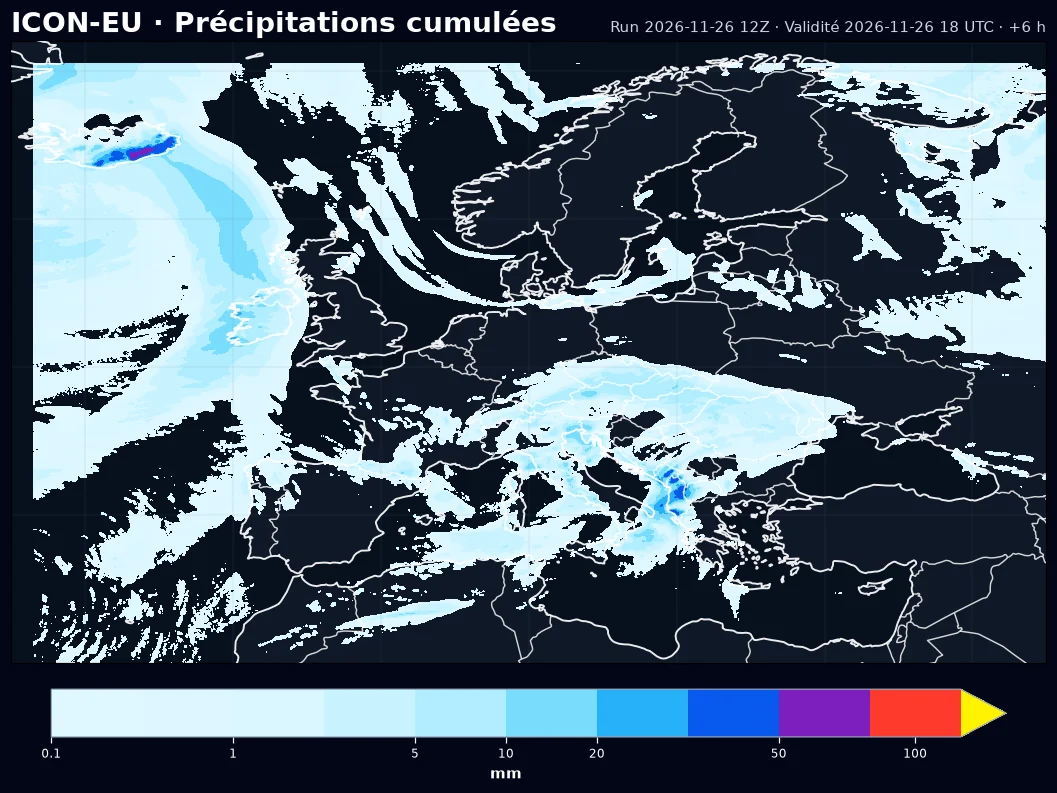 ICON-EU · Précipitations cumulées
Run 2026-11-26 12Z · Validité 2026-11-26 18 UTC · +6 h
0.1 1 5 10 20 50 100
mm